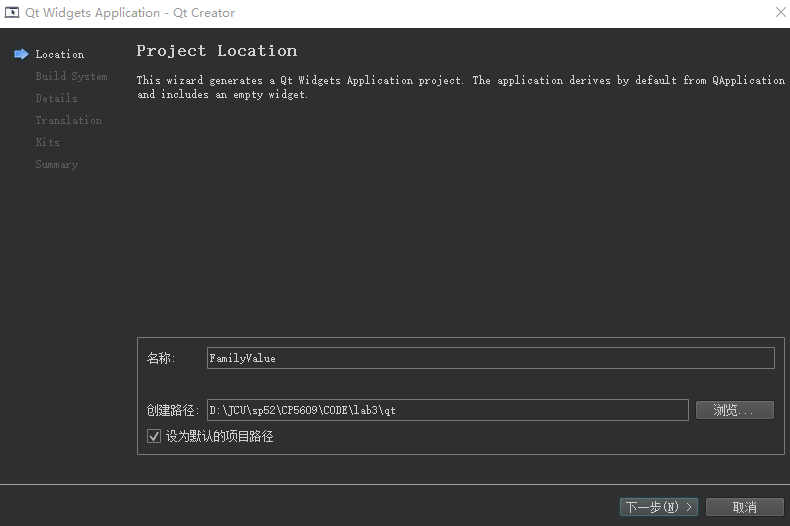 Qt Widgets Application - Qt Creator
Location
Build System
Details
Translation
Kits
Summary
Project Location
This wizard generates a Qt Widgets Application project. The application derives by default from QApplication
and includes an empty widget.
名称: FamilyValue
创建路径: D:\JCU\sp52\CP5609\CODE\lab3\qt 浏览...
设为默认的项目路径
下一步(N) > 取消